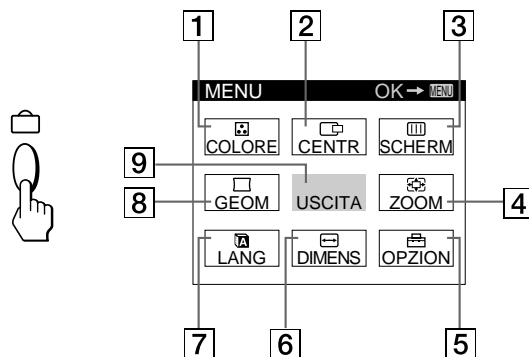 1 2 3
MENU OK→ MENU
COLORE CENTR SCHERM
9
8 GEOM USCITA ZOOM 4
LANG DIMENS OPZION
7 6 5